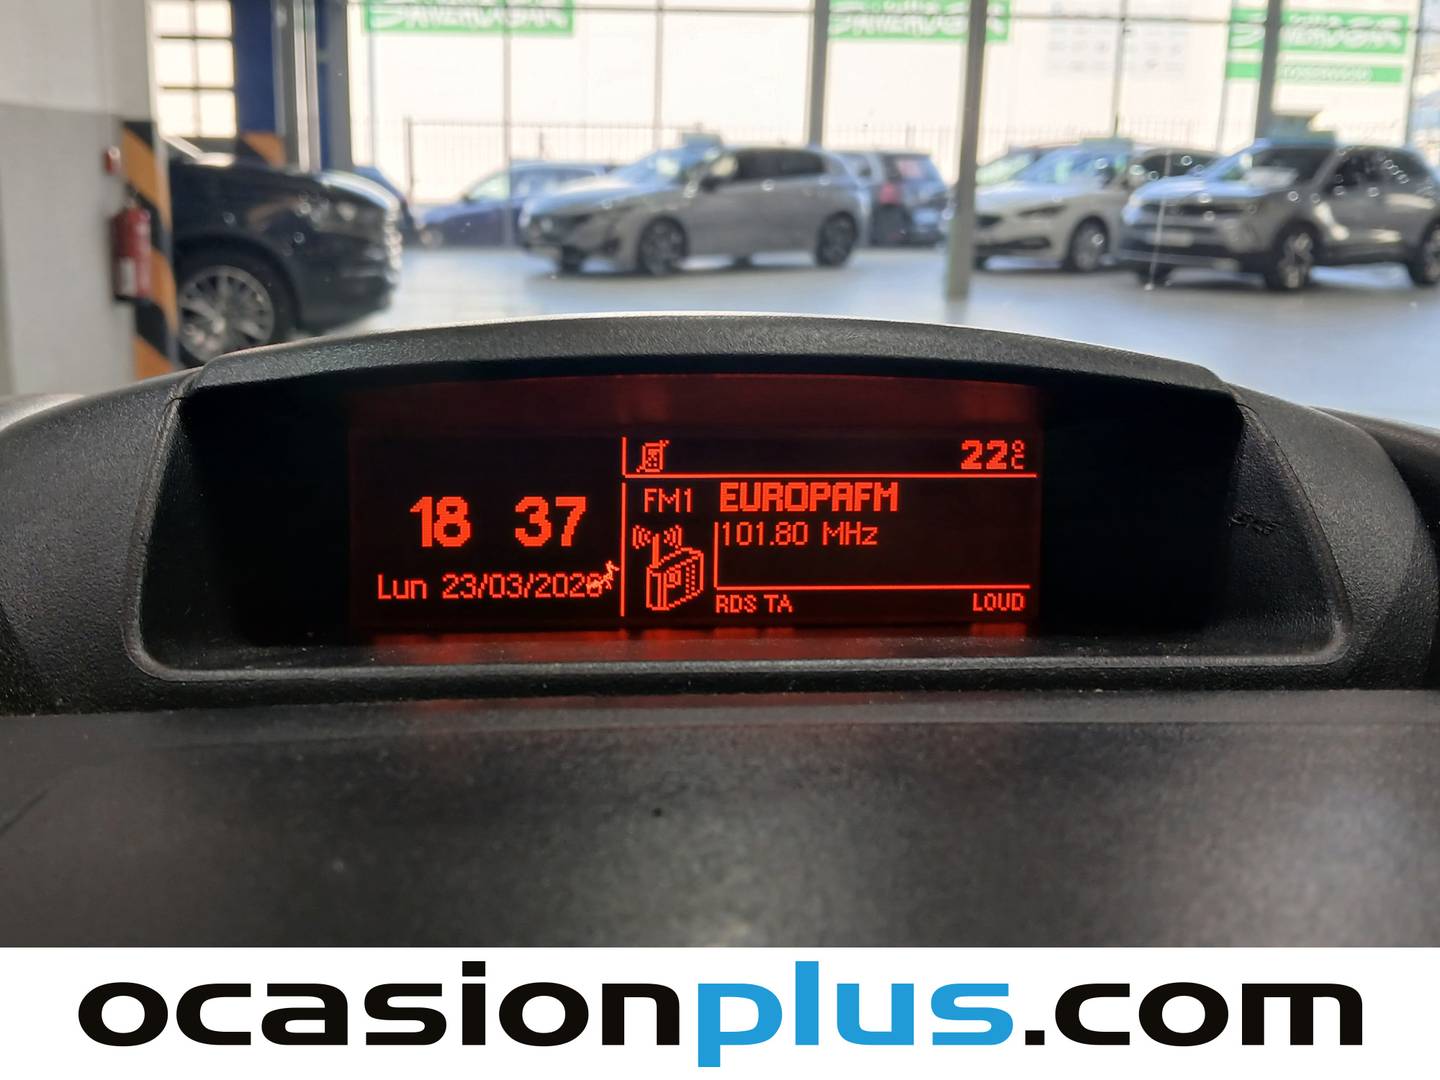 22°C
18 37
FM1 EUROPAFM
101.80 MHz
Lun 23/03/2026
RDS TA LOUD
ocasionplus.com